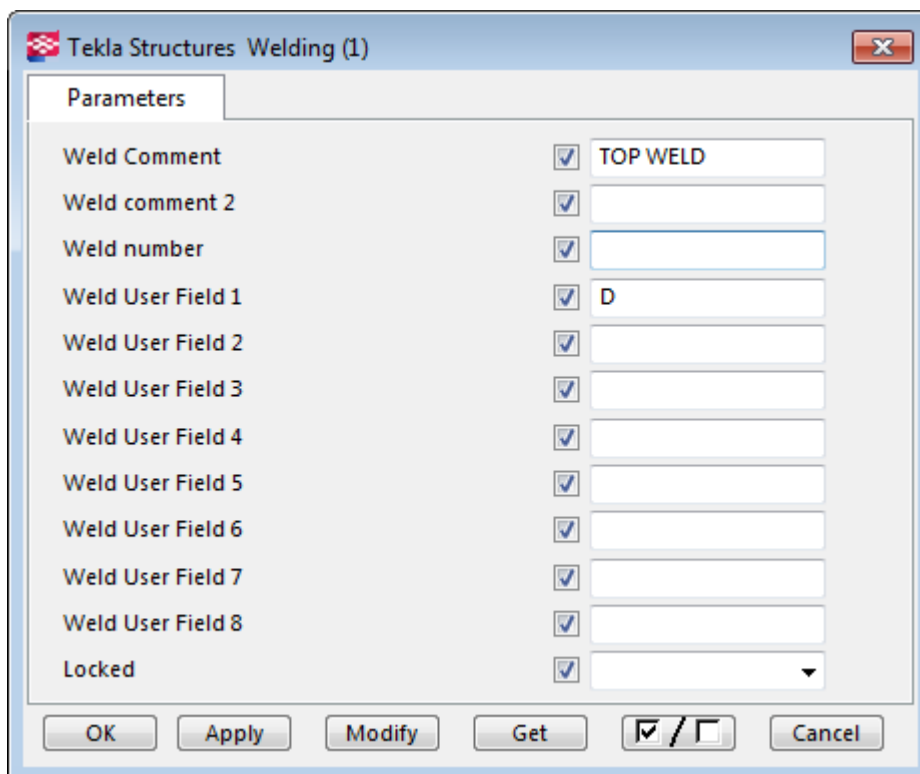 Tekla Structures Welding (1)
Parameters
Weld Comment TOP WELD
Weld comment 2
Weld number
Weld User Field 1 D
Weld User Field 2
Weld User Field 3
Weld User Field 4
Weld User Field 5
Weld User Field 6
Weld User Field 7
Weld User Field 8
Locked
OK Apply Modify Get / Cancel